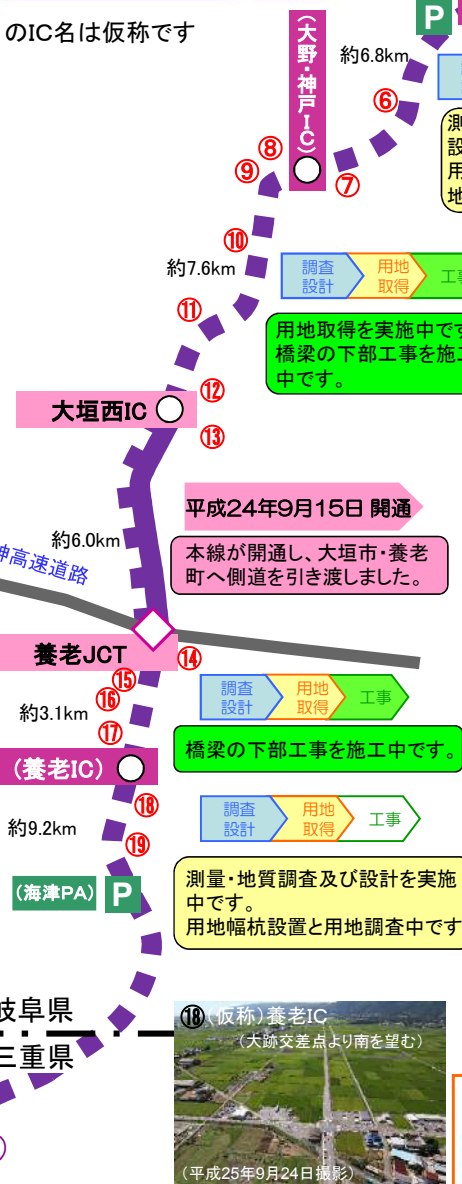 のIC名は仮称です
P
(大野・神戸IC)
約6.8km
⑥
測
設
用
地
⑧
⑨
⑦
⑩
約7.6km
調査
設計
用地
取得
工事
⑪
用地取得を実施中です
橋梁の下部工事を施工
中です。
⑫
大垣西IC
⑬
平成24年9月15日 開通
約6.0km
本線が開通し、大垣市・養老
町へ側道を引き渡しました。
神高速道路
養老JCT
⑭
⑮
⑯
調査
設計
用地
取得
工事
約3.1km
⑰
橋梁の下部工事を施工中です。
(養老IC)
⑱
約9.2km
調査
設計
用地
取得
工事
⑲
(海津PA)
P
測量・地質調査及び設計を実施
中です。
用地幅杭設置と用地調査中です
岐阜県
三重県
⑱(仮称)養老IC
(大跡交差点より南を望む)
(平成25年9月24日撮影)
)